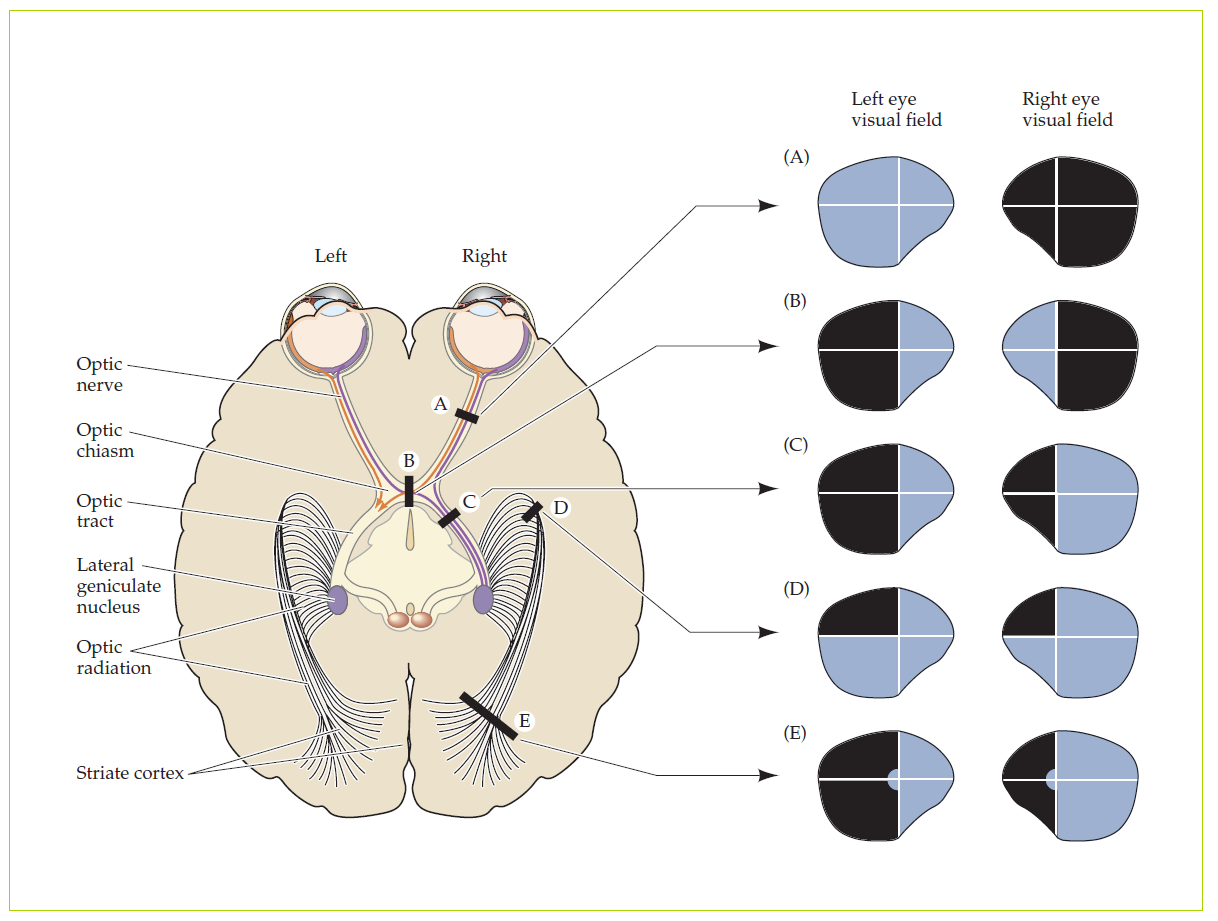 Left eye
visual field
Right eye
visual field
(A)
(B)
(C)
(D)
(E)
Left
Right
Optic
nerve
Optic
chiasm
Optic
tract
Lateral
geniculate
nucleus
Optic
radiation
Striate cortex
A
B
C
D
E